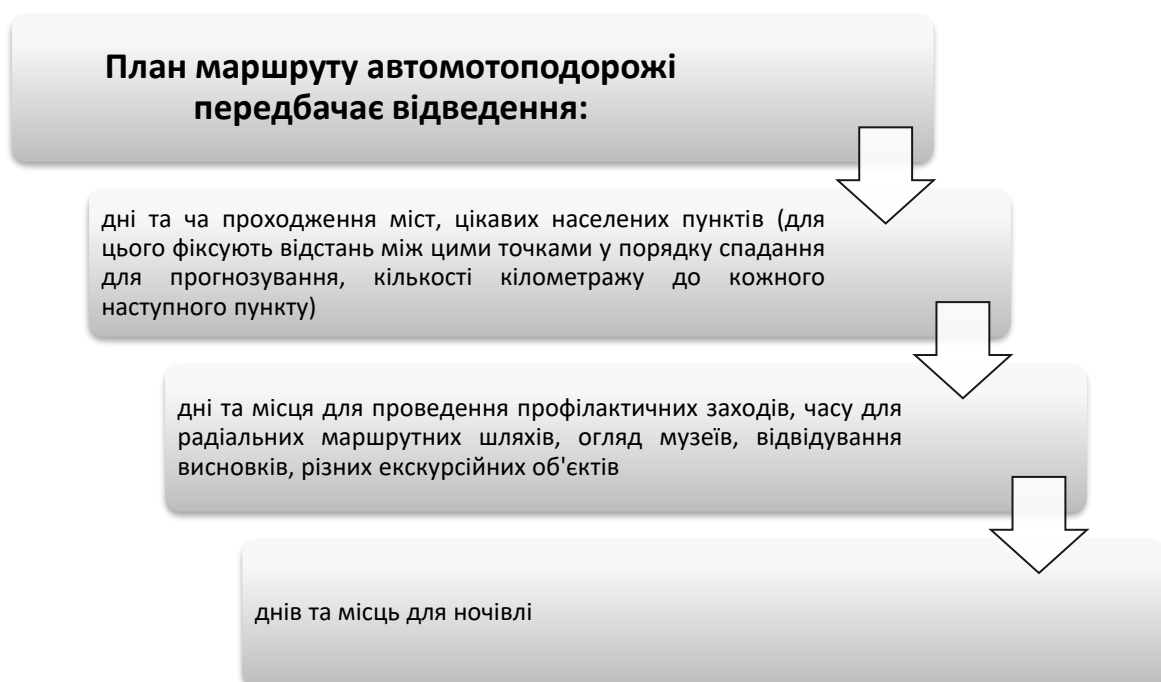 План маршруту автомотоподорожі
передбачає відведення:
дні та ча проходження міст, цікавих населених пунктів (для
цього фіксують відстань між цими точками у порядку спадання
для прогнозування, кількості кілометражу до кожного
наступного пункту)
дні та місця для проведення профілактичних заходів, часу для
радіальних маршрутних шляхів, огляд музеїв, відвідування
висновків, різних екскурсійних об'єктів
днів та місць для ночівлі